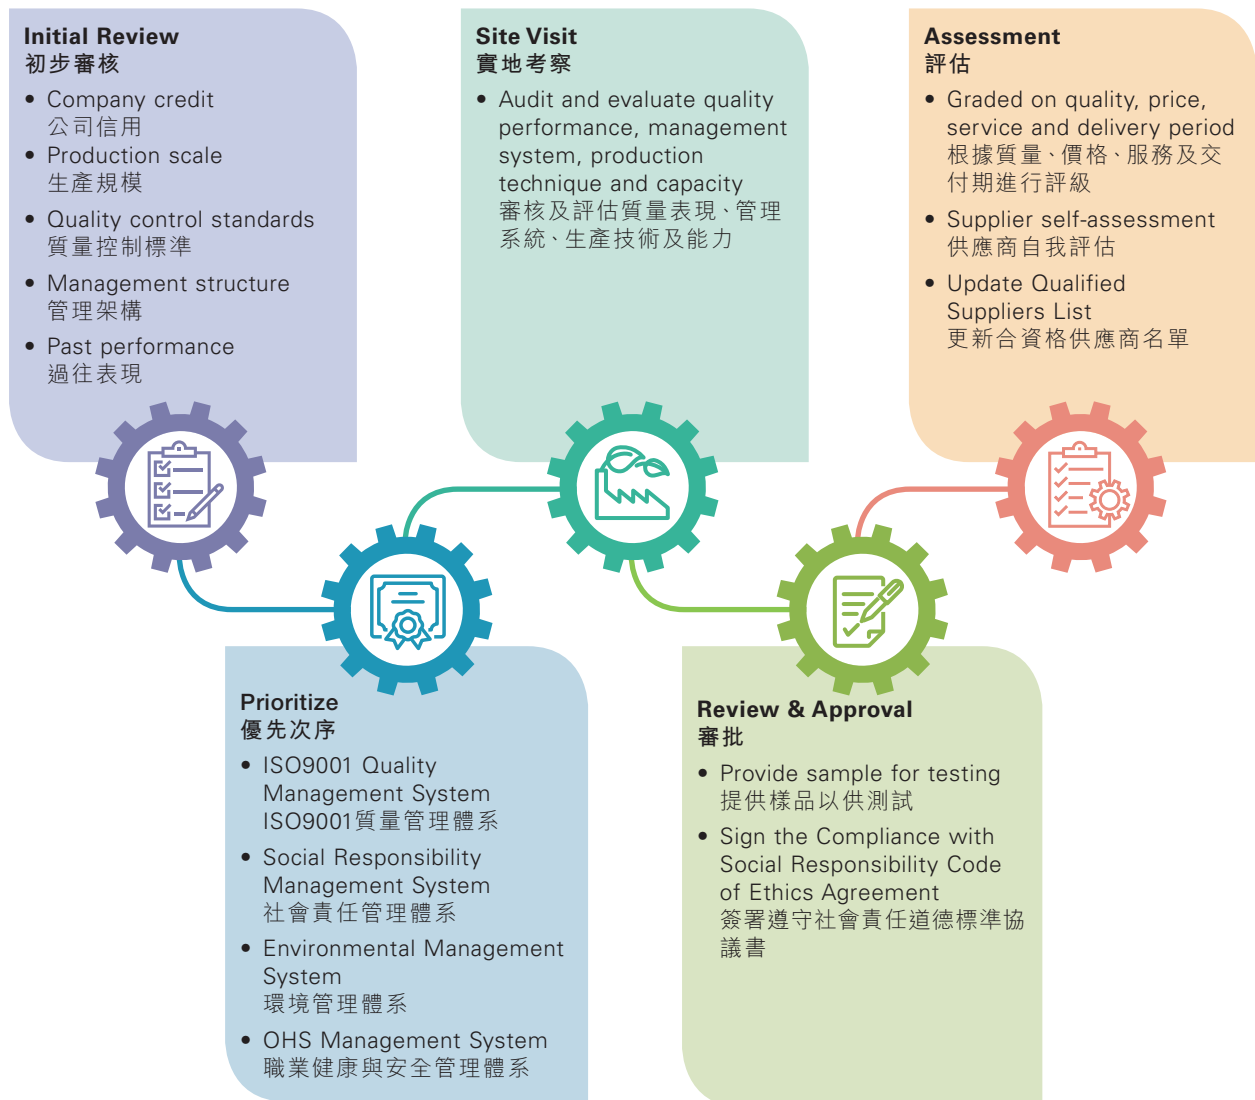 Initial Review
初步審核
• Company credit
公司信用
• Production scale
生產規模
• Quality control standards
質量控制標準
• Management structure
管理架構
• Past performance
過往表現
Prioritize
優先次序
• ISO9001 Quality
Management System
ISO9001質量管理體系
• Social Responsibility
Management System
社會責任管理體系
• Environmental Management
System
環境管理體系
• OHS Management System
職業健康與安全管理體系
Site Visit
實地考察
• Audit and evaluate quality
performance, management
system, production
technique and capacity
審核及評估質量表現、管理
系統、生產技術及能力
Review & Approval
審批
• Provide sample for testing
提供樣品以供測試
• Sign the Compliance with
Social Responsibility Code
of Ethics Agreement
簽署遵守社會責任道德標準協
議書
Assessment
評估
• Graded on quality, price,
service and delivery period
根據質量、價格、服務及交
付期進行評級
• Supplier self-assessment
供應商自我評估
• Update Qualified
Suppliers List
更新合資格供應商名單